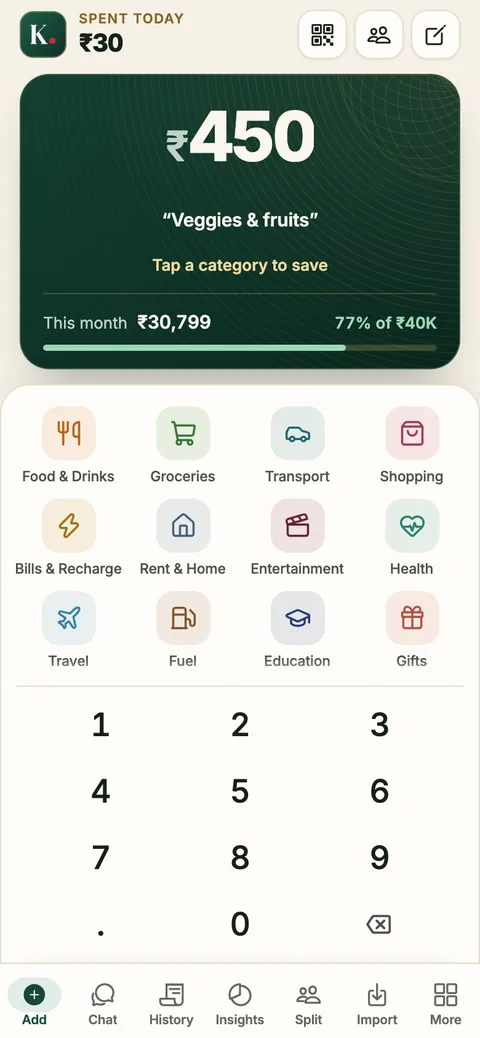 K.
SPENT TODAY
₹30
₹450
“Veggies & fruits”
Tap a category to save
This month ₹30,799 77% of ₹40K
Food & Drinks Groceries Transport Shopping
Bills & Recharge Rent & Home Entertainment Health
Travel Fuel Education Gifts
1 2 3
4 5 6
7 8 9
. 0
Add Chat History Insights Split Import More